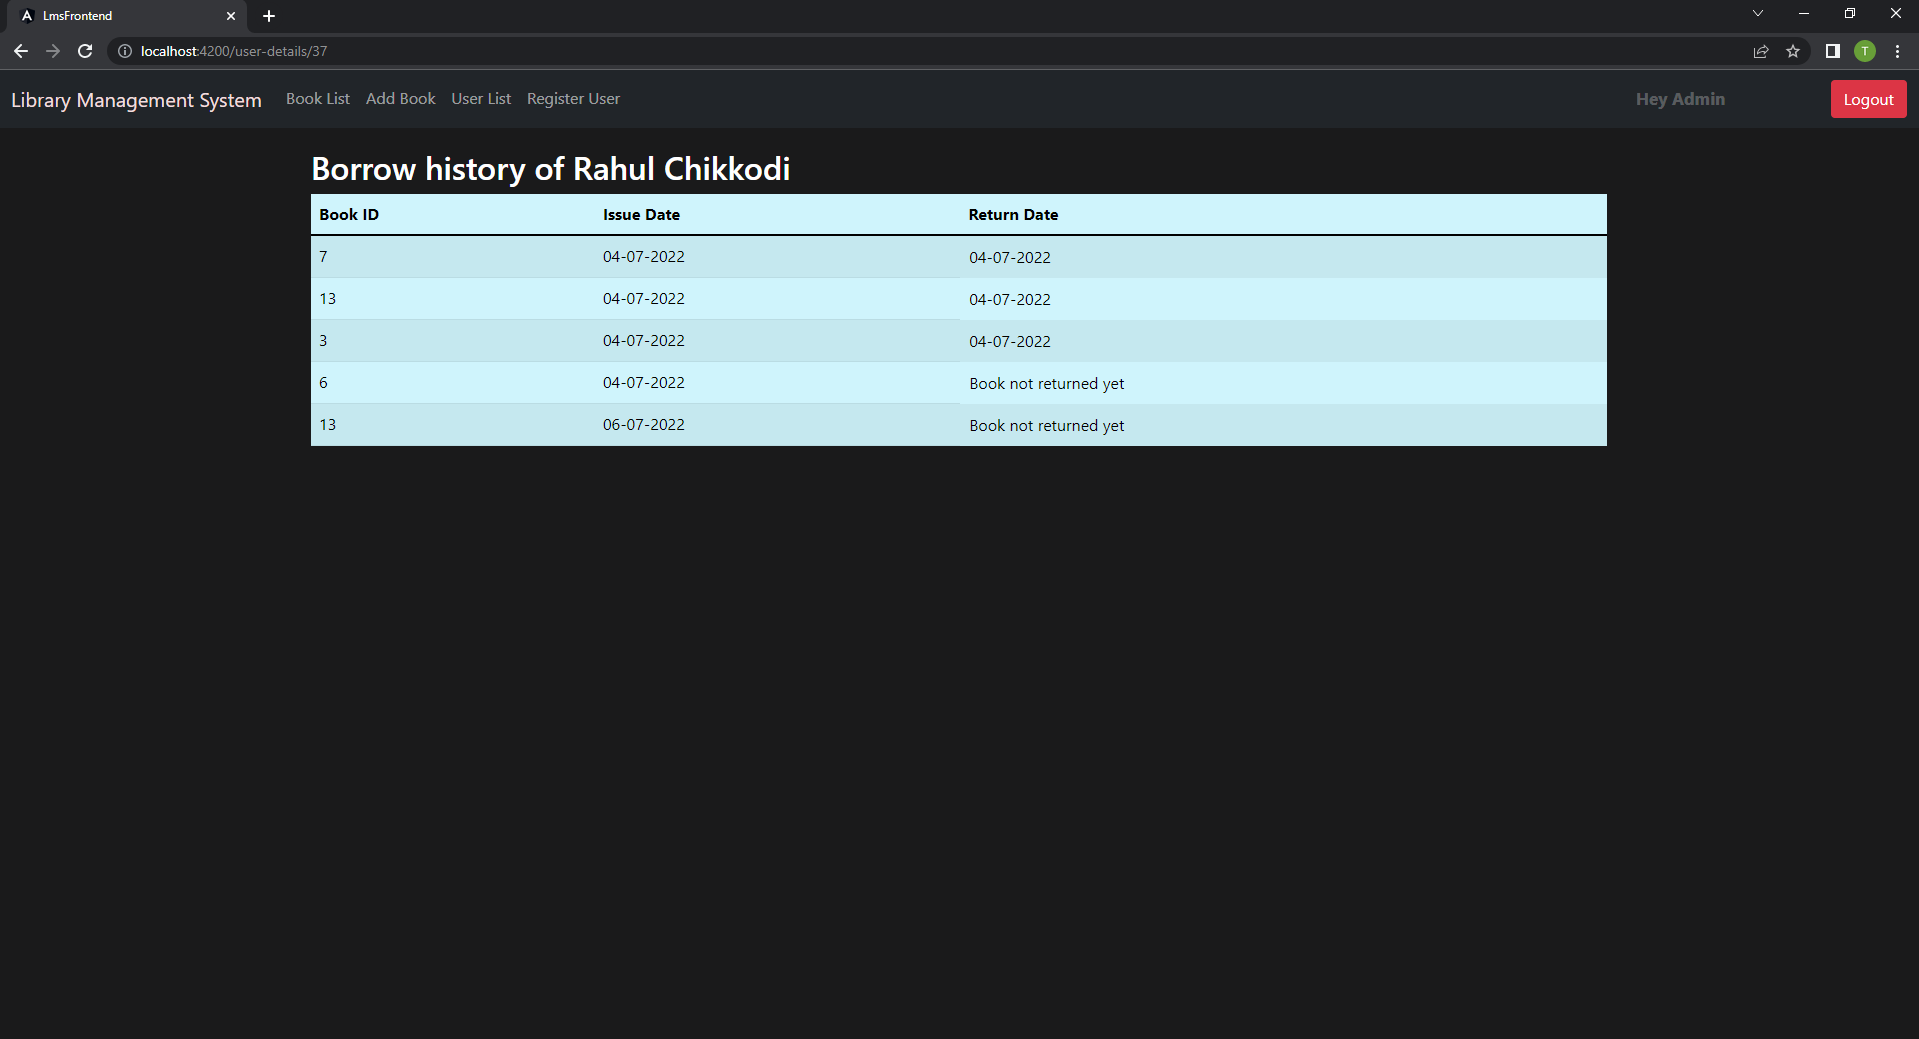 LmsFrontend
localhost:4200/user-details/37
T
Library Management System Book List Add Book User List Register User Hey Admin Logout
Borrow history of Rahul Chikkodi
Book ID Issue Date Return Date
7 04-07-2022 04-07-2022
13 04-07-2022 04-07-2022
3 04-07-2022 04-07-2022
6 04-07-2022 Book not returned yet
13 06-07-2022 Book not returned yet